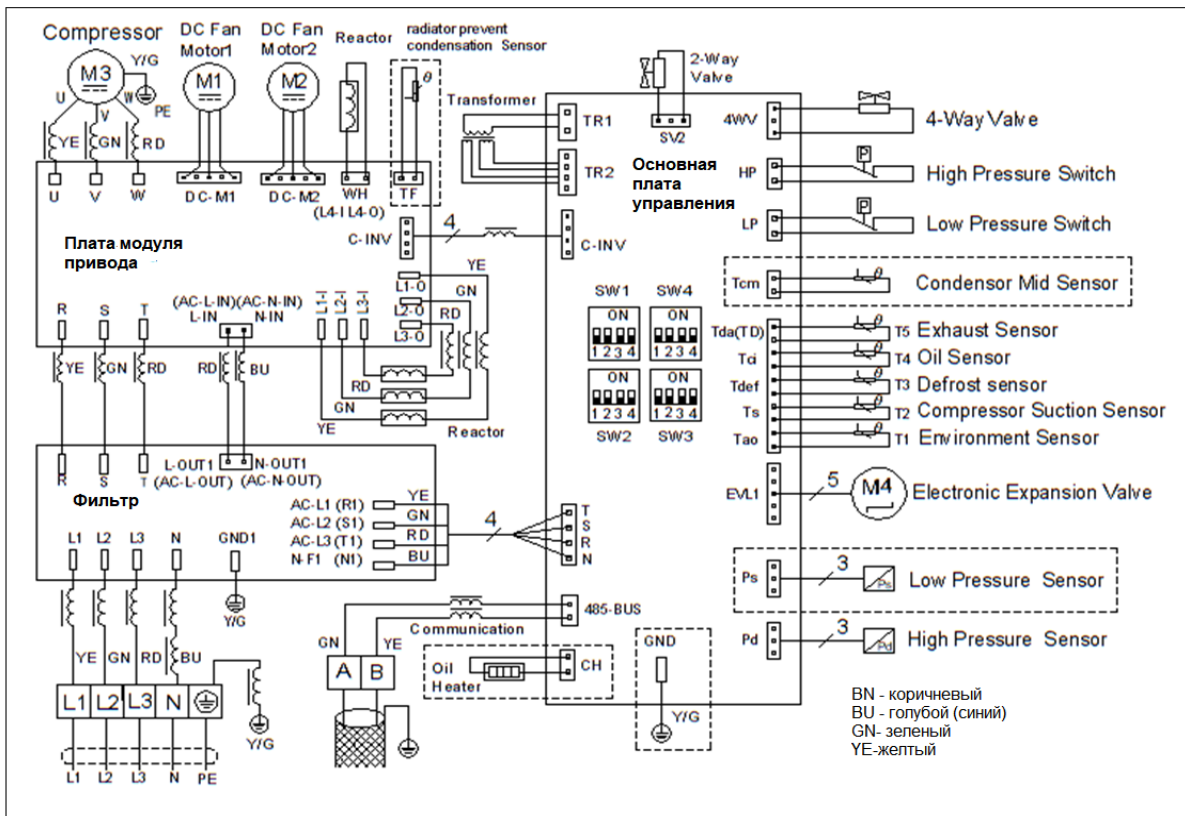 Compressor
DC Fan
Motor1
DC Fan
Motor2
Reactor
radiator prevent
condensation Sensor
Y/G
M3
M1
M2
θ
PE
U
V
W
YE
GN
RD
U
V
W
DC-M1
DC-M2
WH
(L4-I L4-O)
TF
Transformer
TR1
TR2
2-Way
Valve
SV2
Основная
плата
управления
4WV
4-Way Valve
HP
P
High Pressure Switch
LP
P
Low Pressure Switch
Плата модуля
привода
C-INV
4
C-INV
Tcm
θ
Condensor Mid Sensor
R
S
T
(AC-L-IN)(AC-N-IN)
L-IN
N-IN
L1-I
L2-I
L3-I
L1-O
L2-O
L3-O
YE
GN
RD
SW1
SW4
ON
1 2 3 4
ON
1 2 3 4
ON
1 2 3 4
ON
1 2 3 4
SW2
SW3
Tda(TD)
θ
T5 Exhaust Sensor
Tci
θ
T4 Oil Sensor
Tdef
θ
T3 Defrost sensor
Ts
θ
T2 Compressor Suction Sensor
Tao
θ
T1 Environment Sensor
YE
GN
RD
RD
BU
RD
GN
YE
Reactor
R
S
T
L-OUT1
N-OUT1
(AC-L-OUT)
(AC-N-OUT)
Фильтр
EVL1
5
M4
Electronic Expansion Valve
AC-L1 (R1)
YE
AC-L2 (S1)
GN
AC-L3 (T1)
RD
N-F1 (N1)
BU
4
T
S
R
N
L1
L2
L3
N
GND1
Y/G
Ps
3
Ps
Low Pressure Sensor
Pd
3
Pd
High Pressure Sensor
485-BUS
Communication
GN
YE
A
B
Oil
Heater
CH
GND
Y/G
YE
GN
RD
BU
L1
L2
L3
N
Y/G
L1
L2
L3
N
PE
BN - коричневый
BU - голубой (синий)
GN- зеленый
YE-желтый